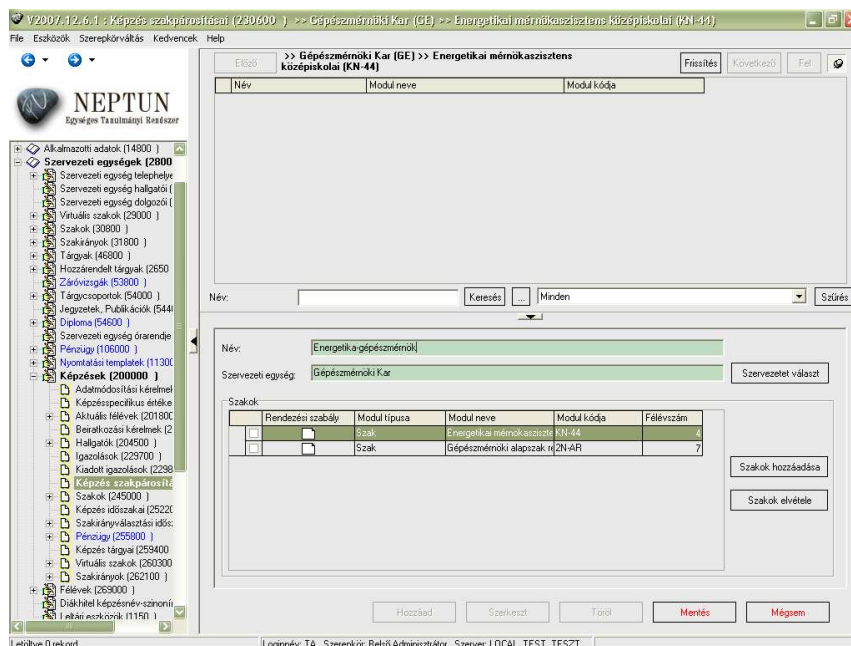 V2007.12.6.1 : Képzés szakpárosításai (230600 ) >> Gépészmérnöki Kar (GE) >> Energetikai mérnökaszisztens középiskolai (KN-44)
File Eszközök Szerepkörváltás Kedvencek Help
Előző
>> Gépészmérnöki Kar (GE) >> Energetikai mérnökaszisztens
középiskolai (KN-44)
Frissítés Következő Fel
Név Modul neve Modul kódja
NEPTUN
Egységes Tanulmányi Rendszer
Alkalmazotti adatok (14800 )
Szervezeti egységek (2800
Szervezeti egység telephelye
Szervezeti egység hallgatói (
Szervezeti egység dolgozói (
Virtuális szakok (29000 )
Szakok (30800 )
Szakirányok (31800 )
Tárgyak (46800 )
Hozzárendelt tárgyak (2650
Záróvizsgák (53800 )
Tárgycsoportok (54000 )
Jegyzetek, Publikációk (544
Diploma (54600 )
Szervezeti egység órarendje
Pénzügy (106000 )
Nyomtatási templatek (1130
Képzések (200000 )
Adatmódosítási kérelmek
Képzésspecifikus értéke
Aktuális félévek (201800
Beiratkozási kérelmek (2
Hallgatók (204500 )
Igazolások (229700 )
Kiadott igazolások (2298
Képzés szakpárosítá
Szakok (245000 )
Képzés időszakai (25220
Szakirányválasztási idős
Pénzügy (255800 )
Képzés tárgyai (259400
Virtuális szakok (260300
Szakirányok (262100 )
Félévek (269000 )
Diákhitel képzésnév-szinoní
Leltári eszközök (1150 )
Név: Keresés ... Minden Szűrés
Név: Energetika-gépészmérnök
Szervezeti egység: Gépészmérnöki Kar Szervezetet választ
Szakok
Rendezési szabály Modul típusa Modul neve Modul kódja Félévszám
Szak Energetikai mérnökasziszte KN-44 4
Szak Gépészmérnöki alapszak re 2N-AR 7
Szakok hozzáadása
Szakok elvétele
Hozzáad Szerkeszt Töröl Mentés Mégsem
Letöltve 0 rekord Loginnév: TA Szerepkör: Belső Adminisztrátor Szerver: LOCAL_TEST_TESZT